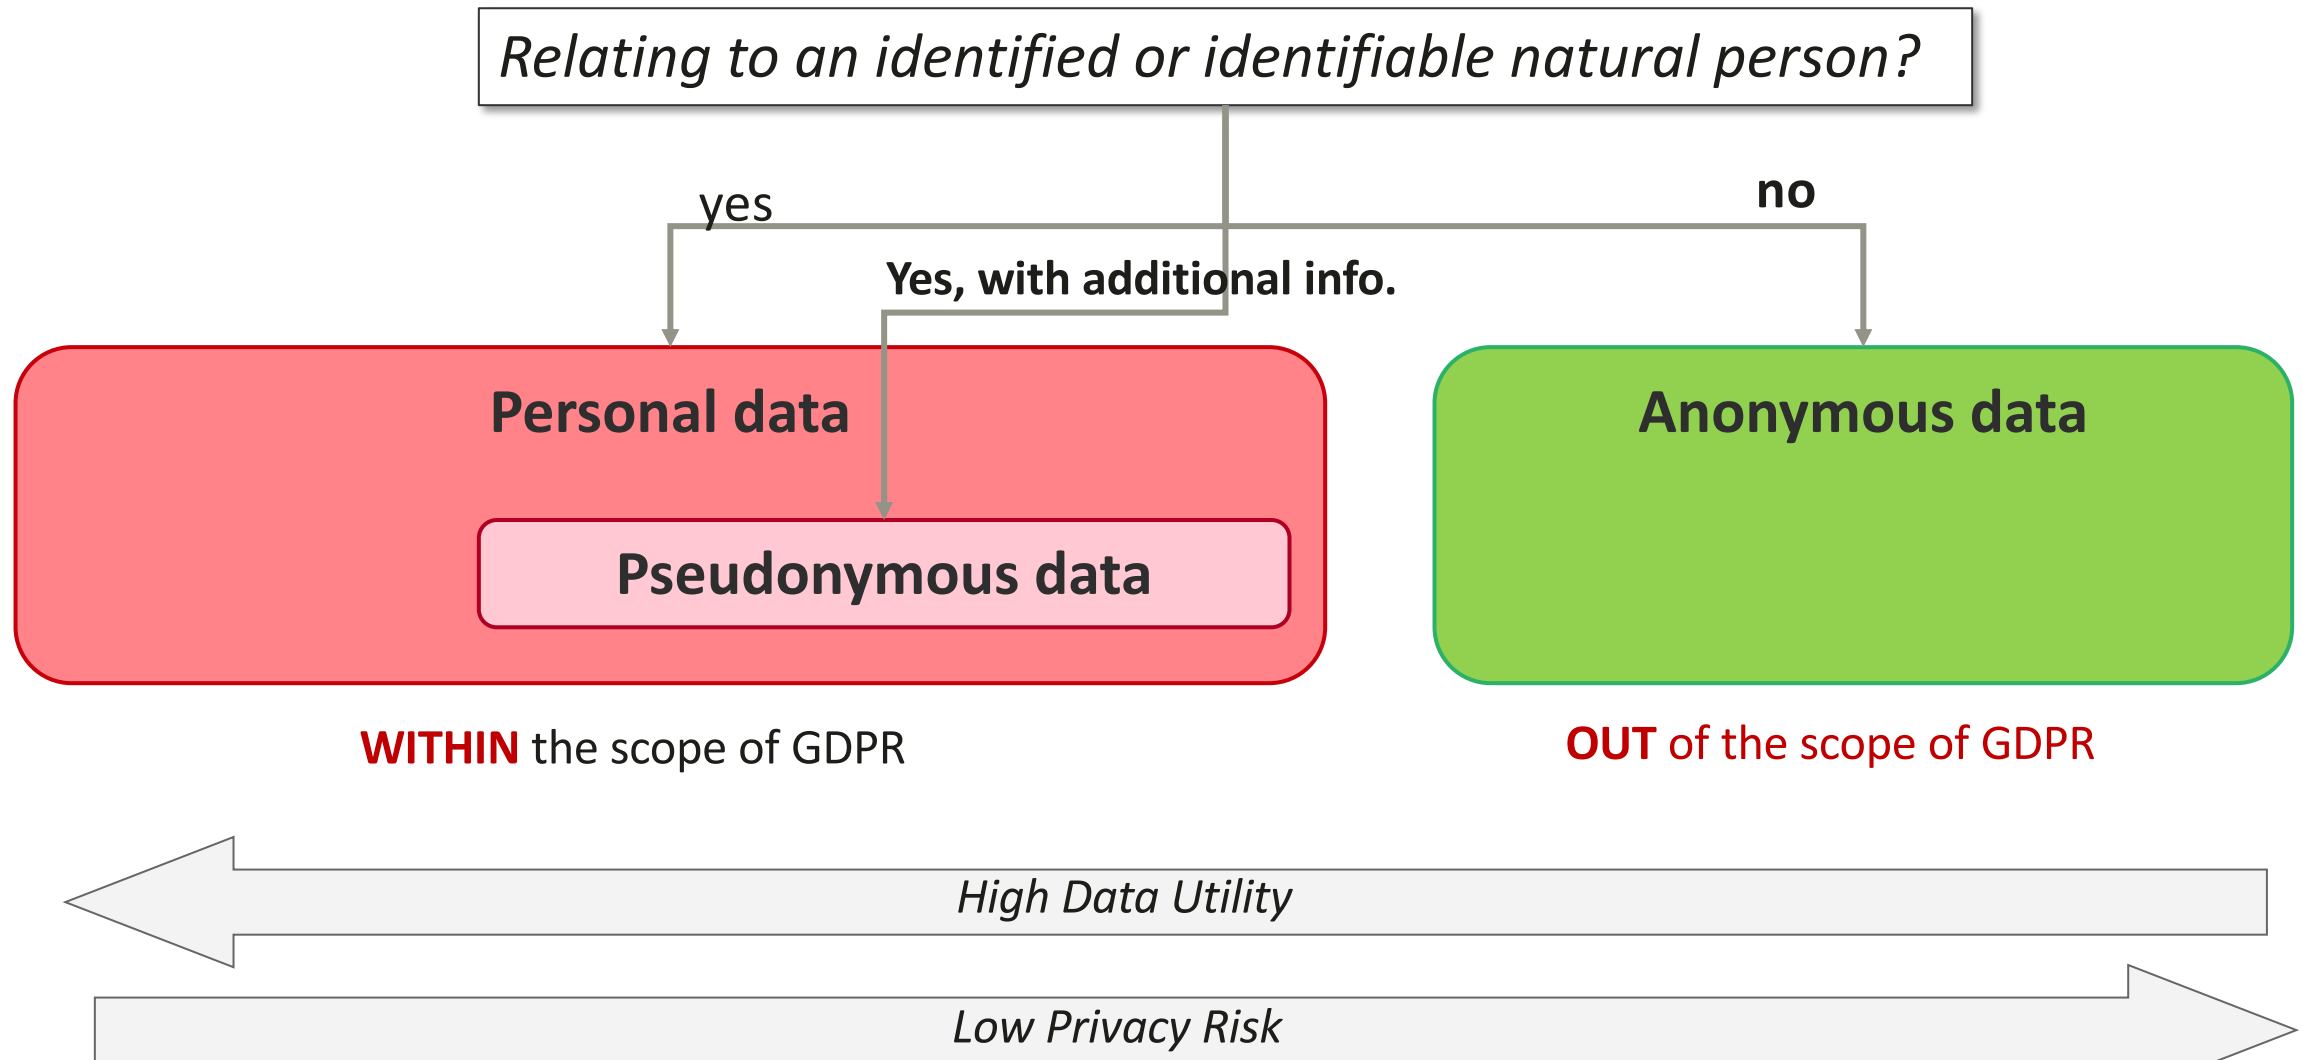 Relating to an identified or identifiable natural person?
yes
no
Yes, with additional info.
Personal data
Anonymous data
Pseudonymous data
WITHIN the scope of GDPR
OUT of the scope of GDPR
High Data Utility
Low Privacy Risk